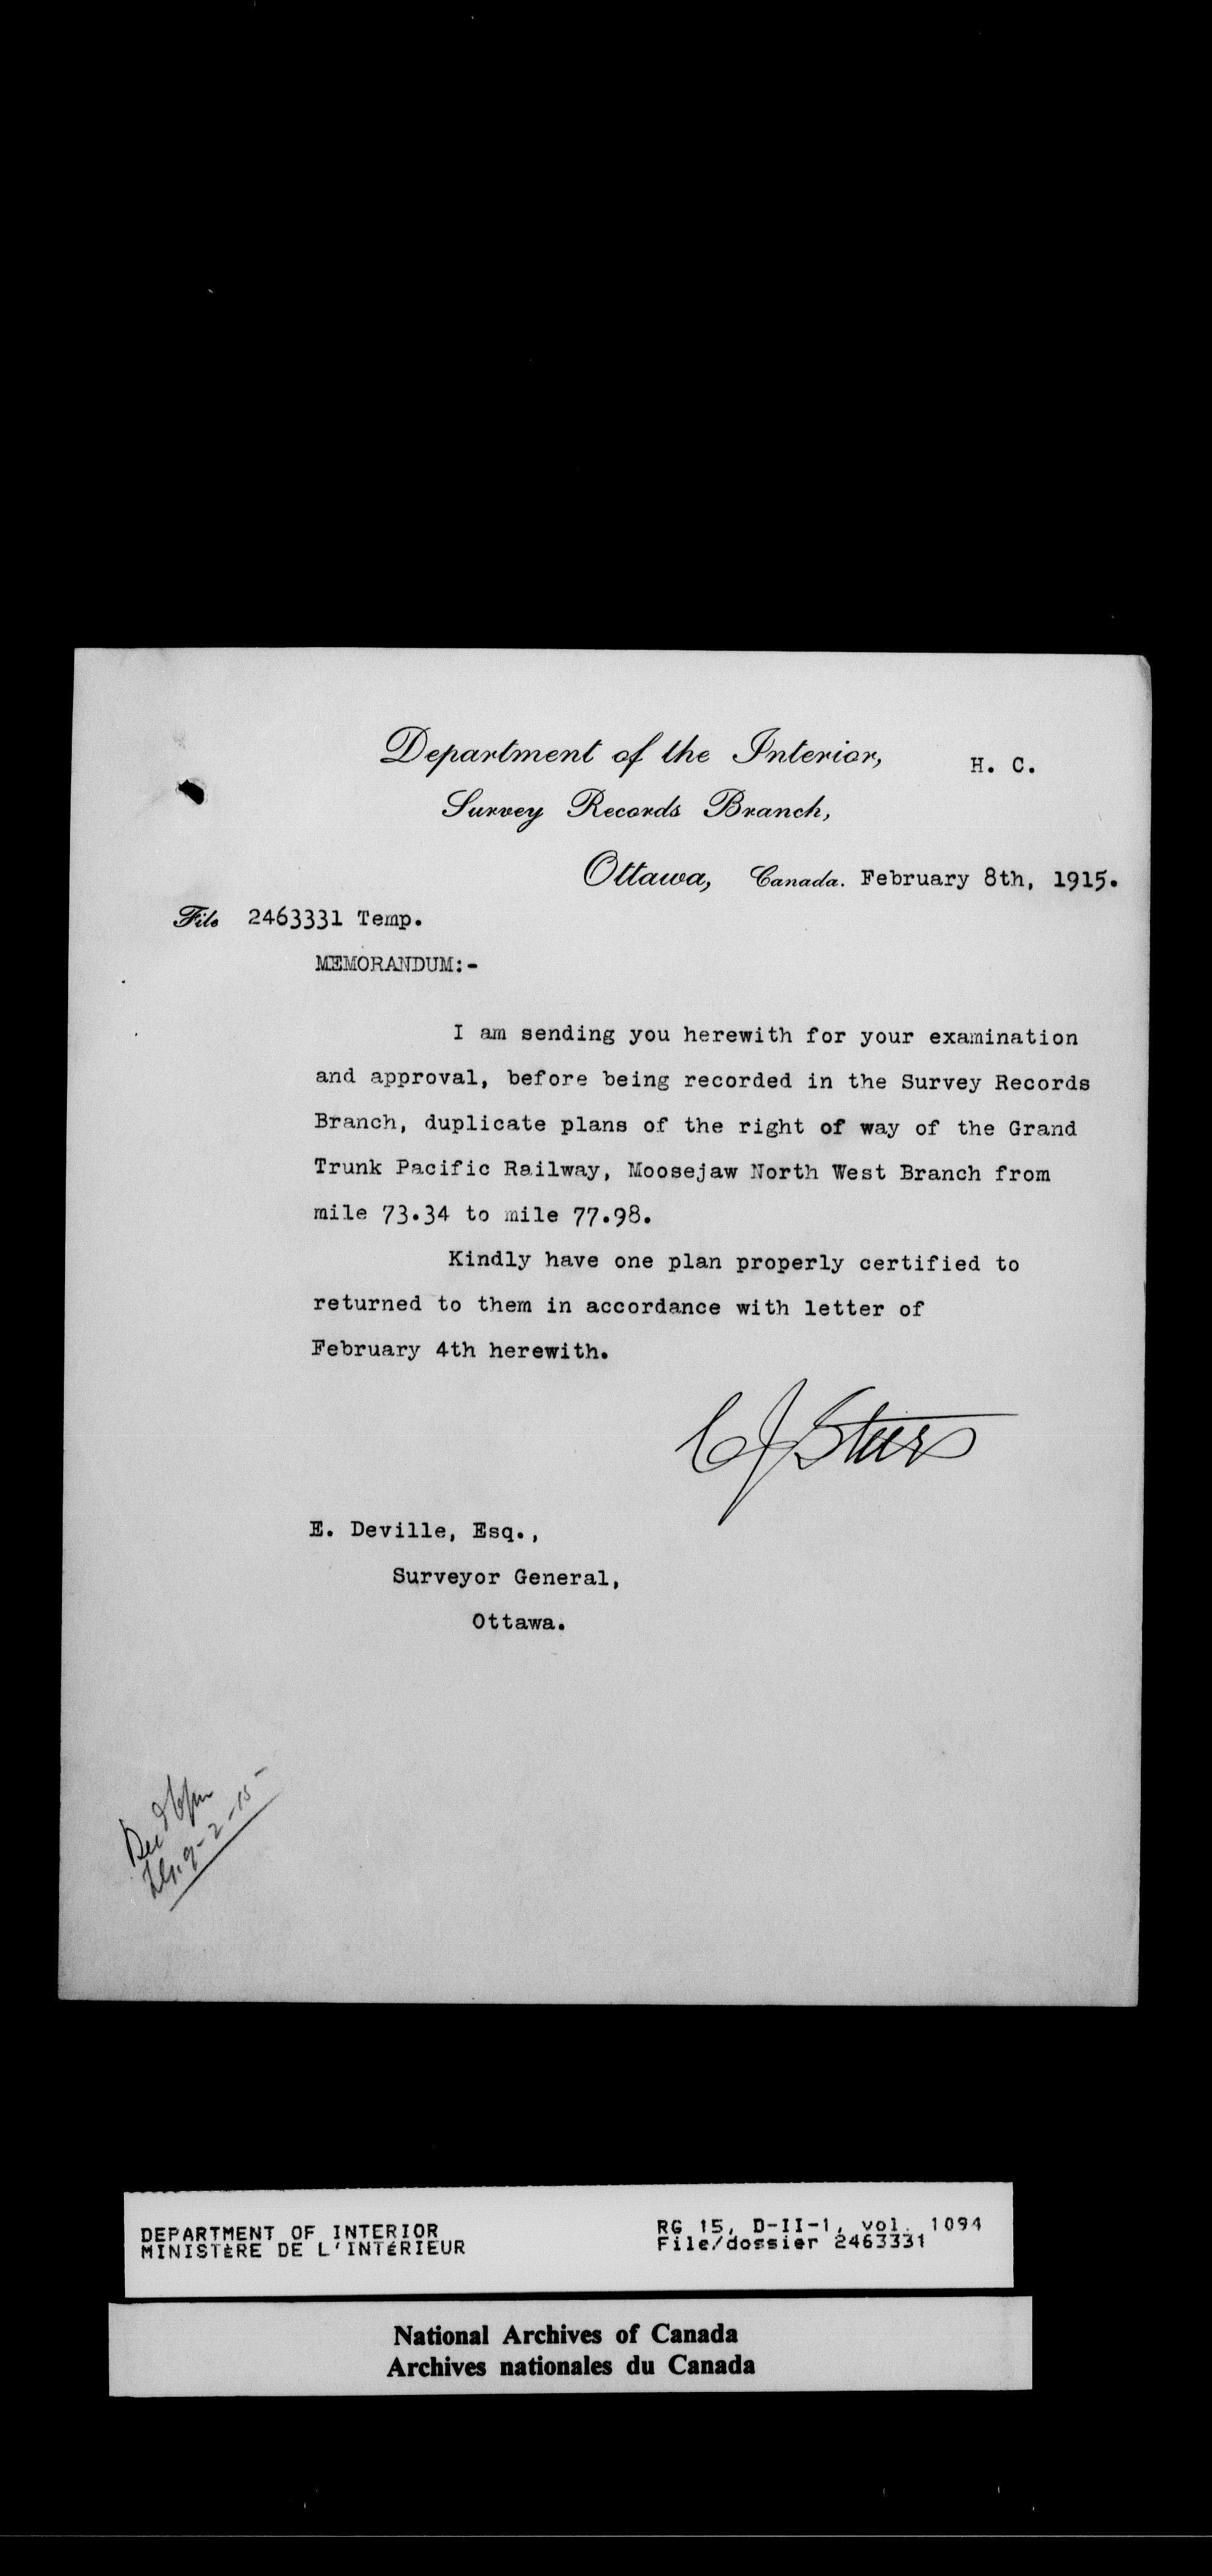 Department of the Interior, H. C.
Survey Records Branch,
Ottawa, Canada. February 8th, 1915.
File 2463331 Temp.
MEMORANDUM:-
I am sending you herewith for your examination
and approval, before being recorded in the Survey Records
Branch, duplicate plans of the right of way of the Grand
Trunk Pacific Railway, Moosejaw North West Branch from
mile 73.34 to mile 77.98.
Kindly have one plan properly certified to
returned to them in accordance with letter of
February 4th herewith.
E. Deville, Esq.,
Surveyor General,
Ottawa.
9-2-15
DEPARTMENT OF INTERIOR
MINISTÈRE DE L'INTÉRIEUR
RG 15, D-II-1, vol. 1094
File/dossier 2463331
National Archives of Canada
Archives nationales du Canada